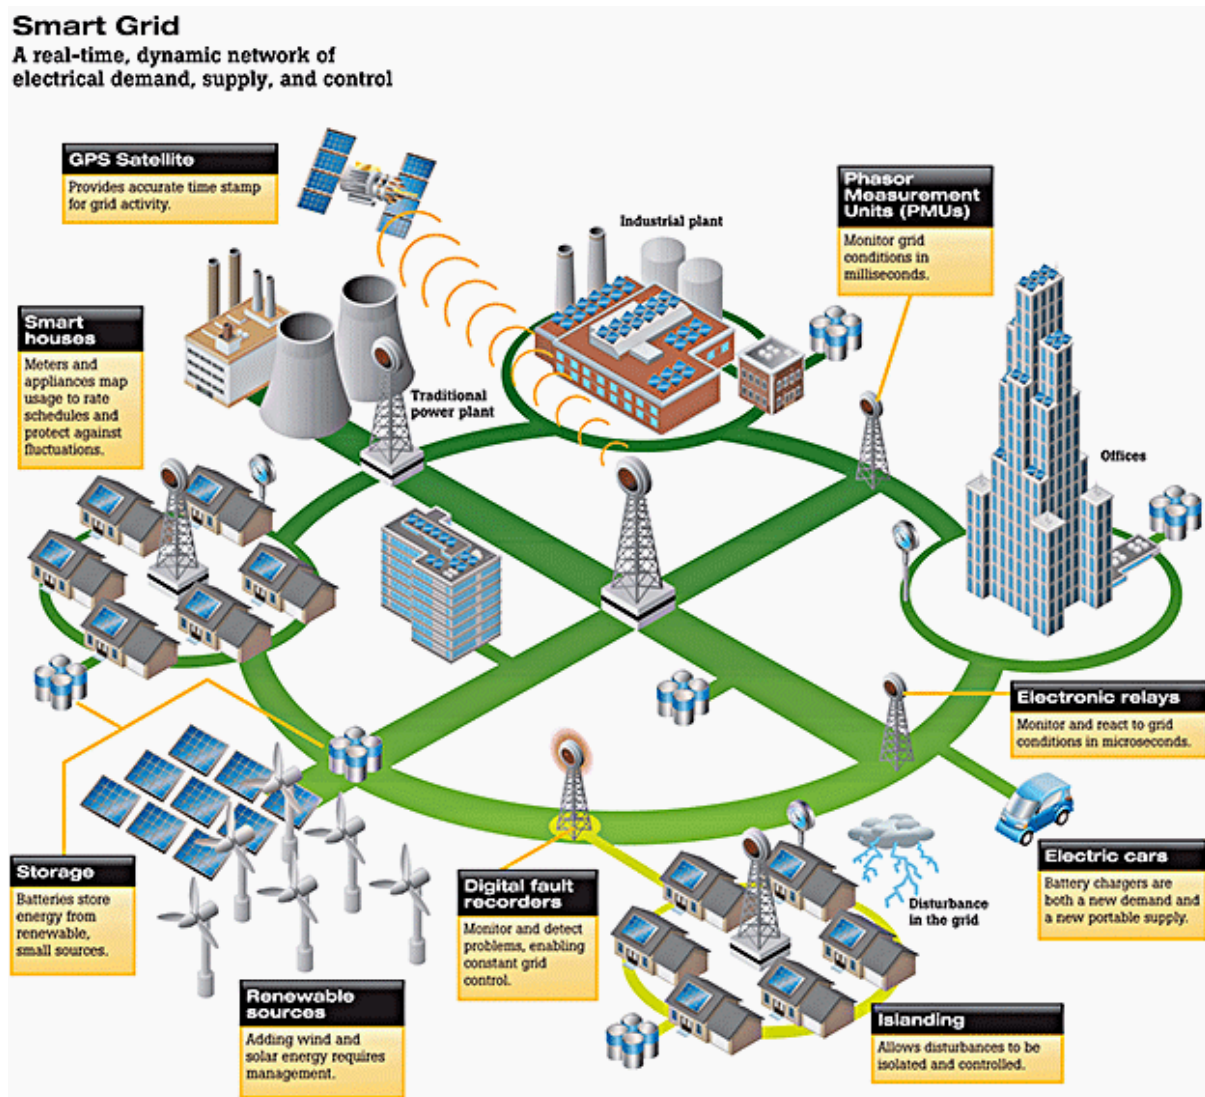 Smart Grid
A real-time, dynamic network of
electrical demand, supply, and control
GPS Satellite
Provides accurate time stamp
for grid activity.
Industrial plant
Phasor
Measurement
Units (PMUs)
Monitor grid
conditions in
milliseconds.
Smart
houses
Meters and
appliances map
usage to rate
schedules and
protect against
fluctuations.
Traditional
power plant
Offices
Electronic relays
Monitor and react to grid
conditions in microseconds.
Storage
Batteries store
energy from
renewable,
small sources.
Digital fault
recorders
Monitor and detect
problems, enabling
constant grid
control.
Disturbance
in the grid
Electric cars
Battery chargers are
both a new demand and
a new portable supply.
Renewable
sources
Adding wind and
solar energy requires
management.
Islanding
Allows disturbances to be
isolated and controlled.